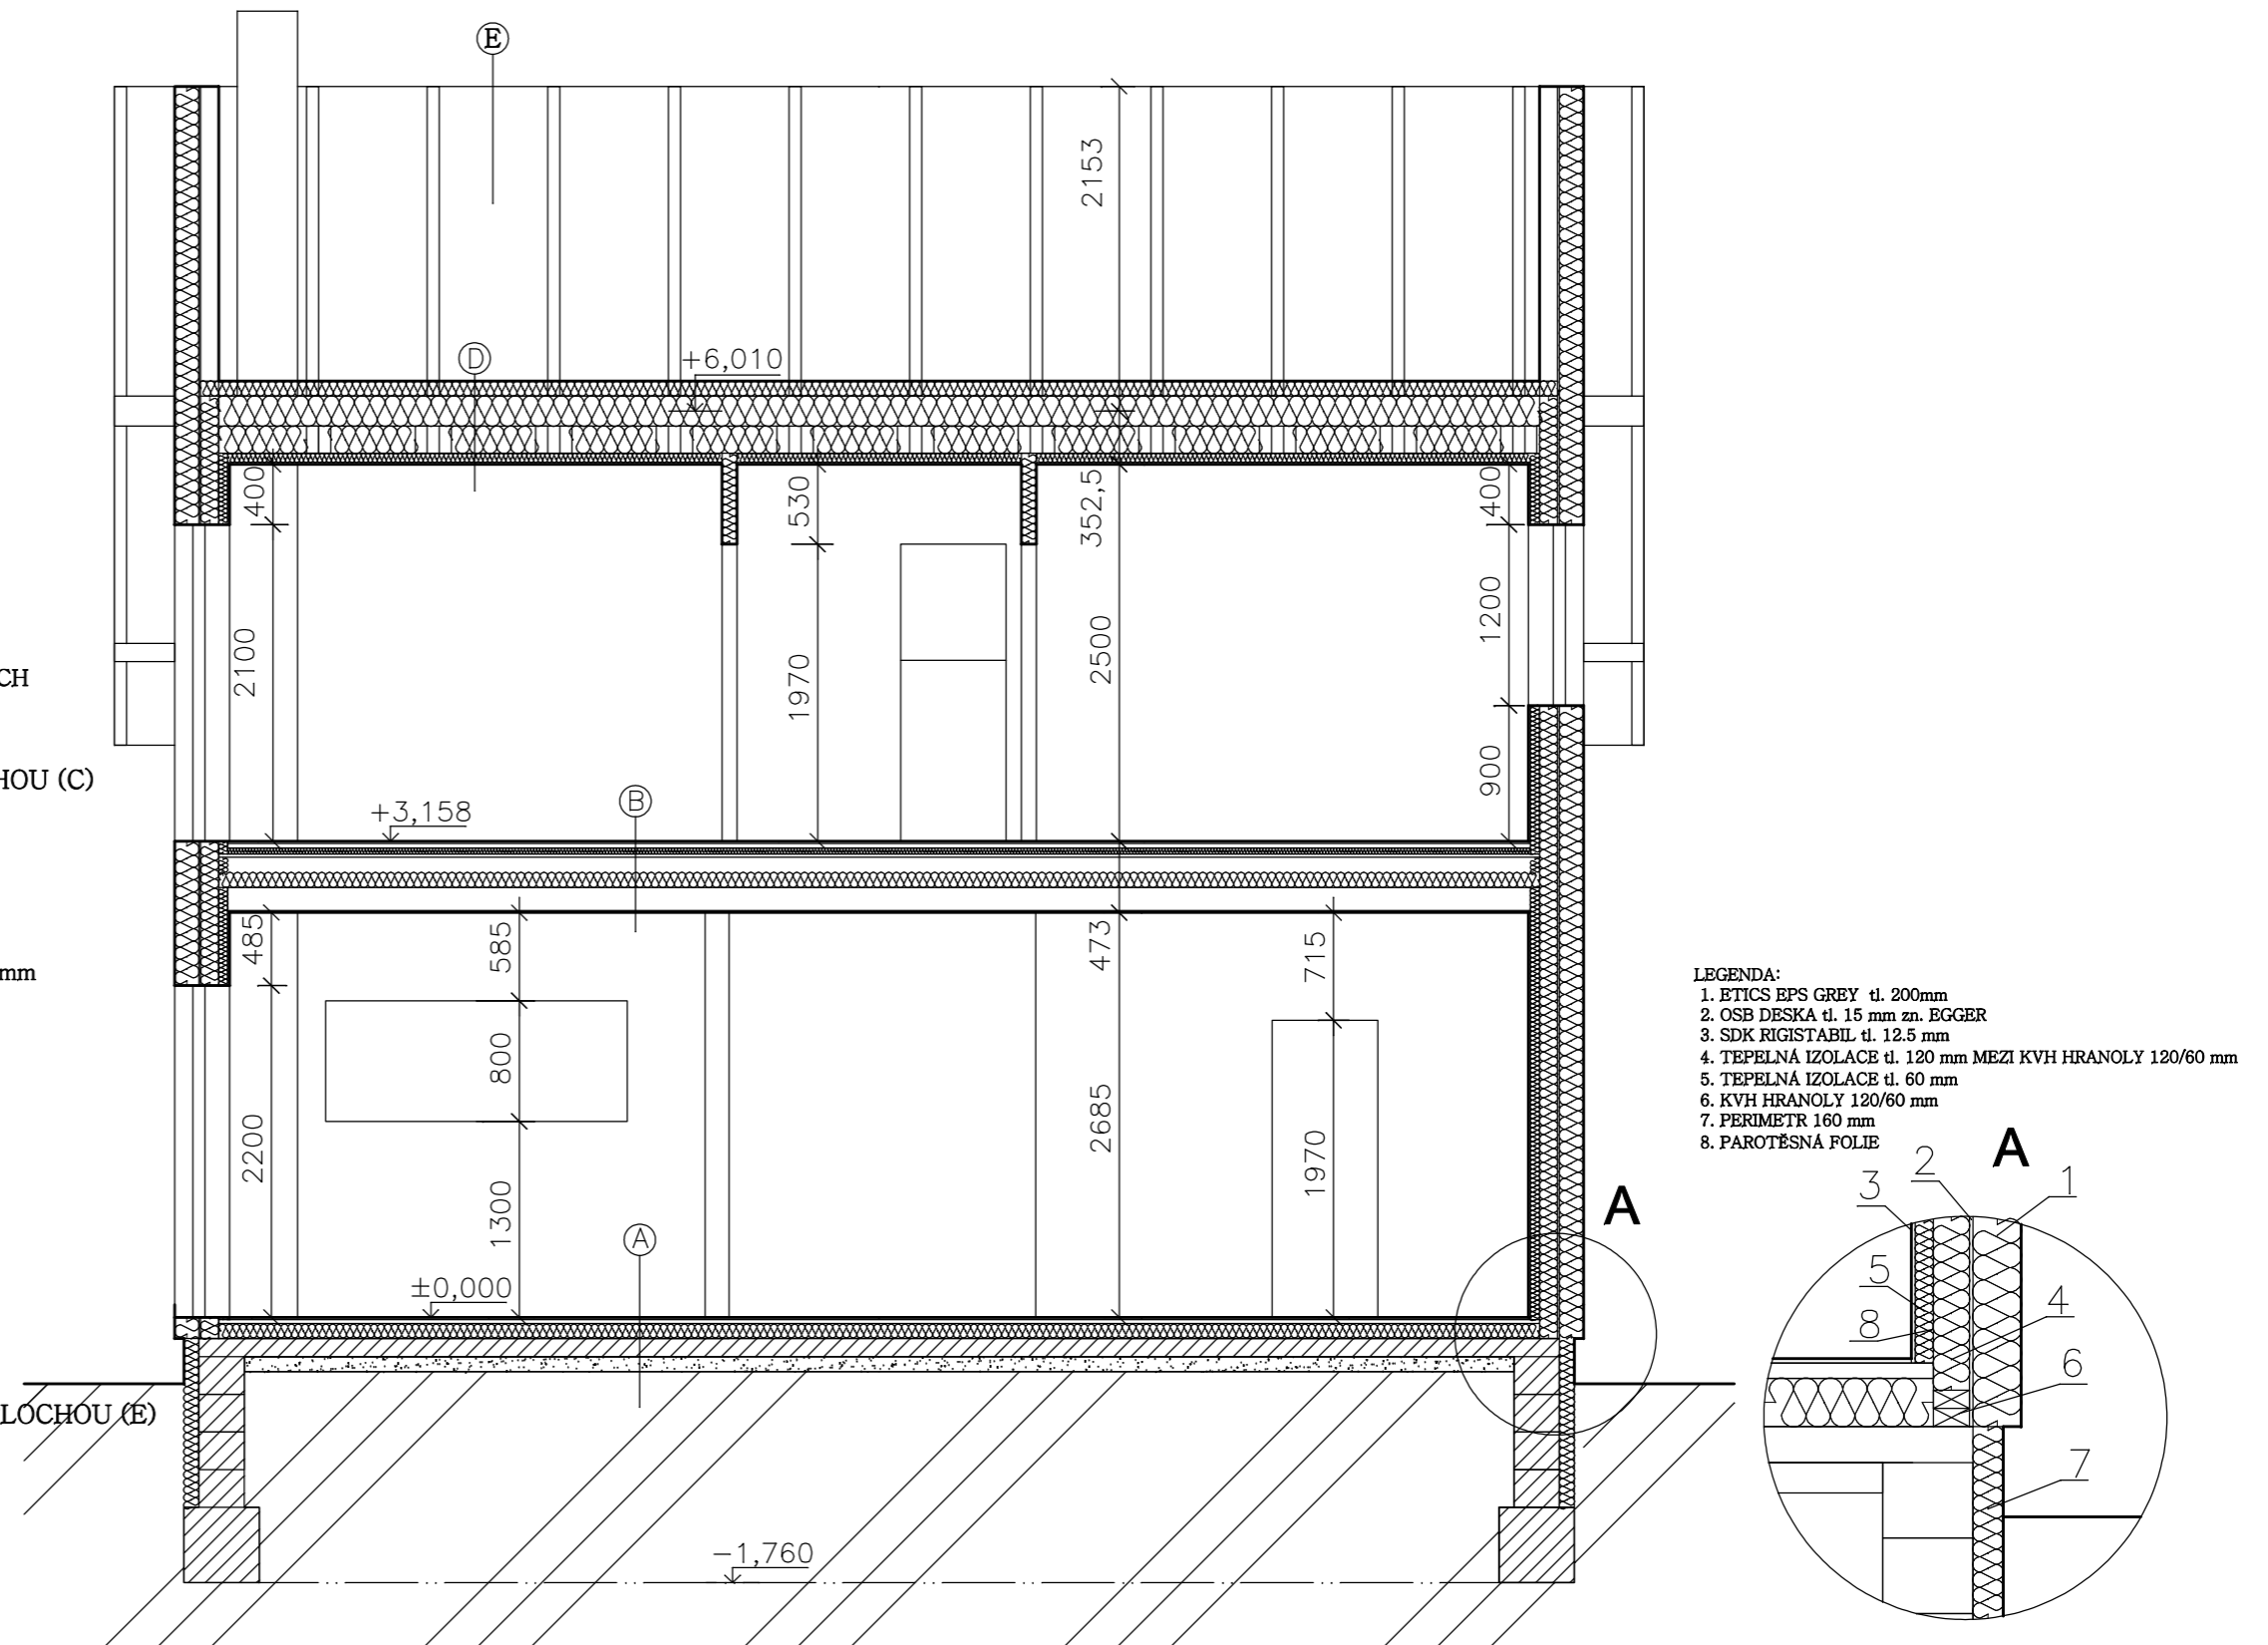 E
2153
D
+6,010
400
530
352,5
400
2100
1970
2500
1200
CH
900
HOU (C)
+3,158
B
485
585
473
715
mm
800
2200
1300
2685
1970
A
±0,000
A
LOCHOU (E)
-1,760
LEGENDA:
1. ETICS EPS GREY tl. 200mm
2. OSB DESKA tl. 15 mm zn. EGGER
3. SDK RIGISTABIL tl. 12.5 mm
4. TEPELNÁ IZOLACE tl. 120 mm MEZI KVH HRANOLY 120/60 mm
5. TEPELNÁ IZOLACE tl. 60 mm
6. KVH HRANOLY 120/60 mm
7. PERIMETR 160 mm
8. PAROTĚSNÁ FOLIE
A
2
3
1
5
4
8
6
7